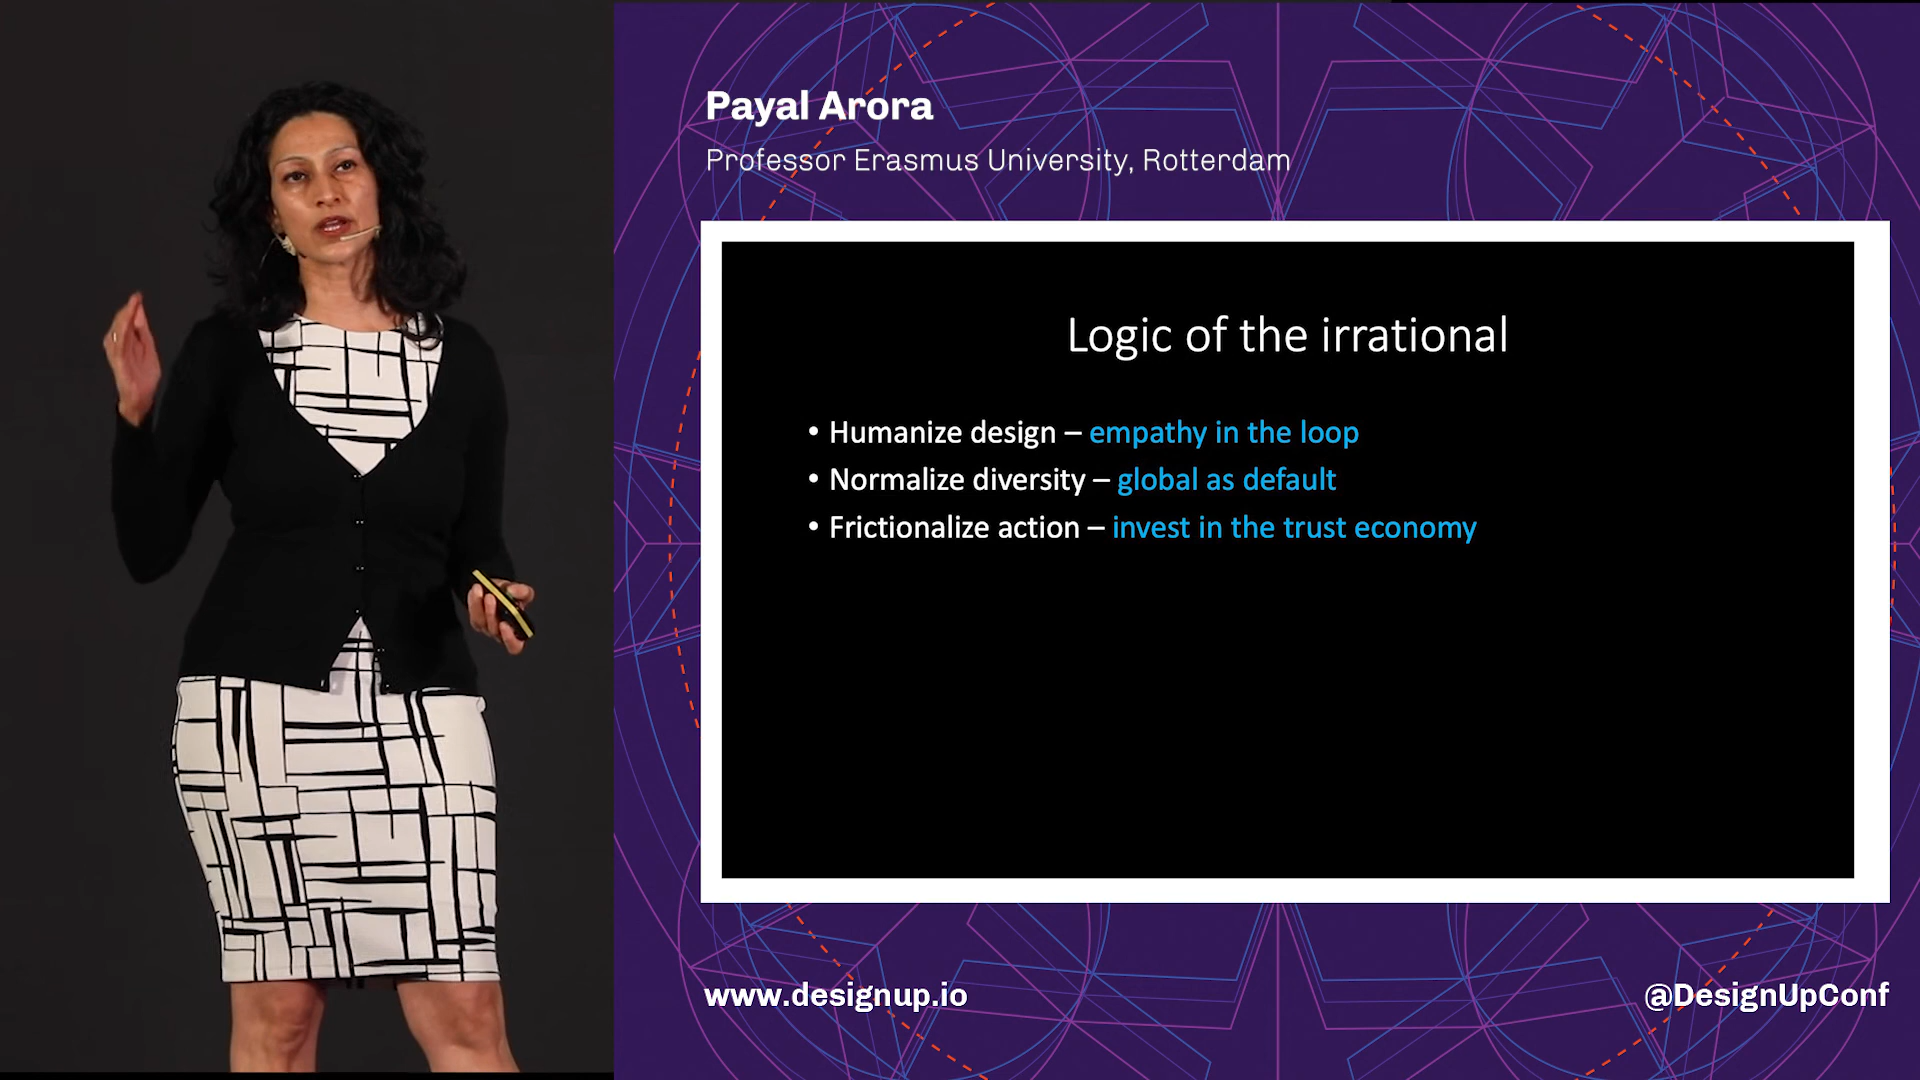 Payal Arora
Professor Erasmus University, Rotterdam
Logic of the irrational
• Humanize design – empathy in the loop
• Normalize diversity – global as default
• Frictionalize action – invest in the trust economy
www.designup.io
@DesignUpConf